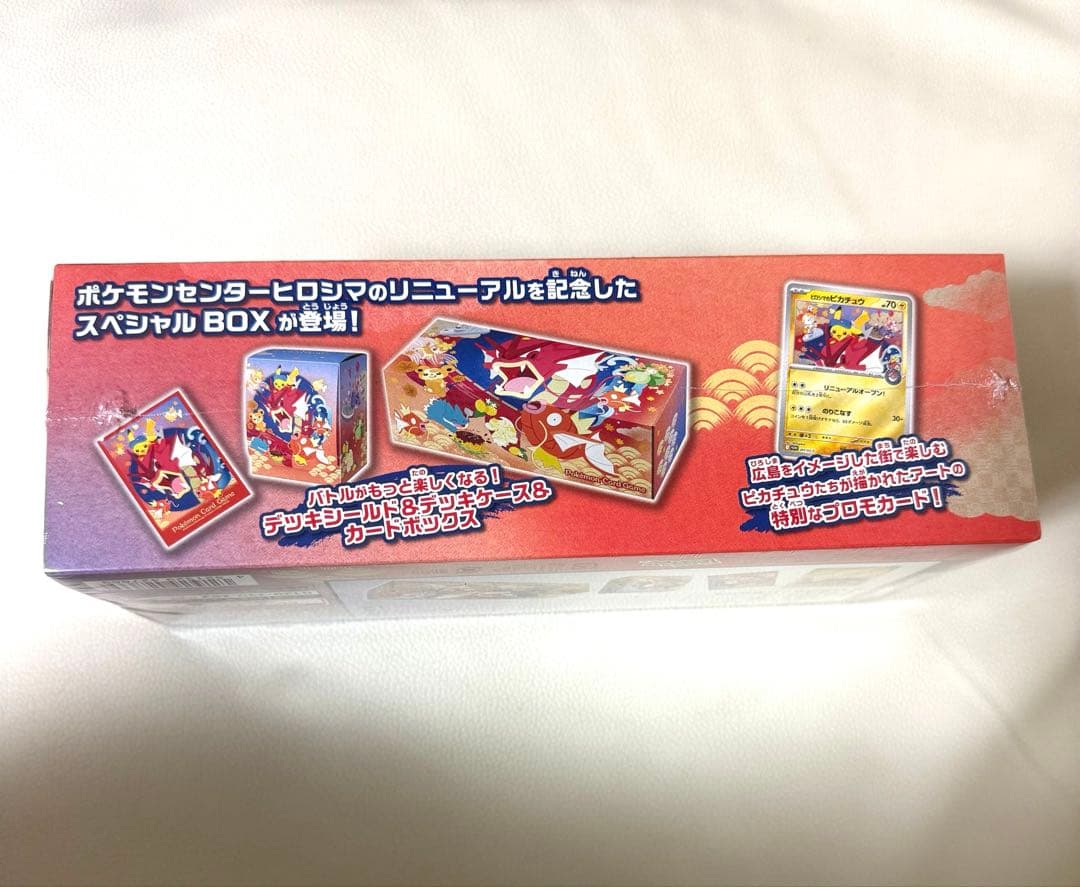 ポケモンセンターヒロシマのリニューアルを記念した
スペシャルBOXが登場!
バトルがもっと楽しくなる!
デッキシールド&デッキケース&
カードボックス
Pokémon Card Game
Pokémon Card Game
ヒロシマのピカチュウ
HP70
リニューアルオープン!
のりこなす
30+
広島をイメージした街で楽しむ
ピカチュウたちが描かれたアートの
特別なプロモカード!